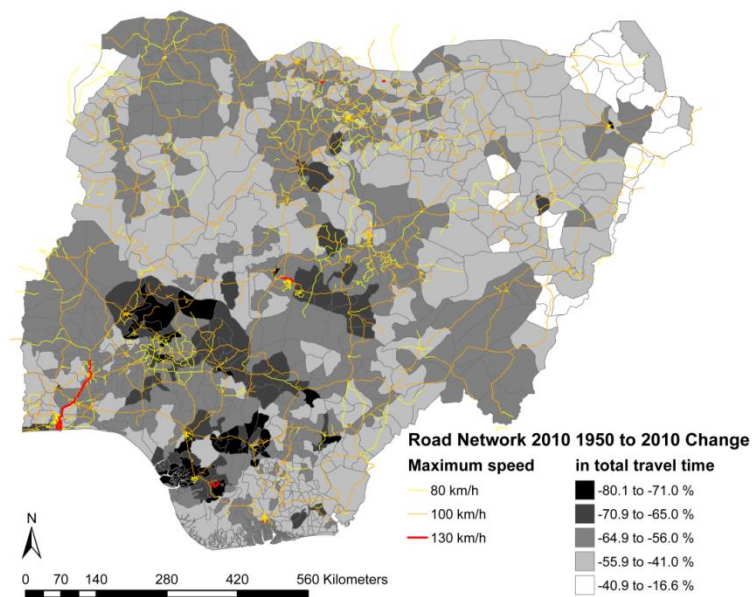 Road Network 2010 1950 to 2010 Change
Maximum speed in total travel time
80 km/h
100 km/h
130 km/h
-80.1 to -71.0 %
-70.9 to -65.0 %
-64.9 to -56.0 %
-55.9 to -41.0 %
-40.9 to -16.6 %
N
0 70 140 280 420 560 Kilometers